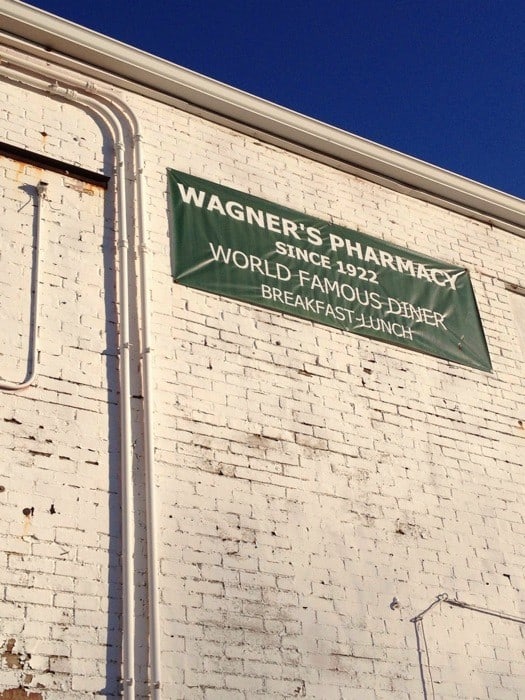 WAGNER'S PHARMACY
SINCE 1922
WORLD FAMOUS DINER
BREAKFAST-LUNCH